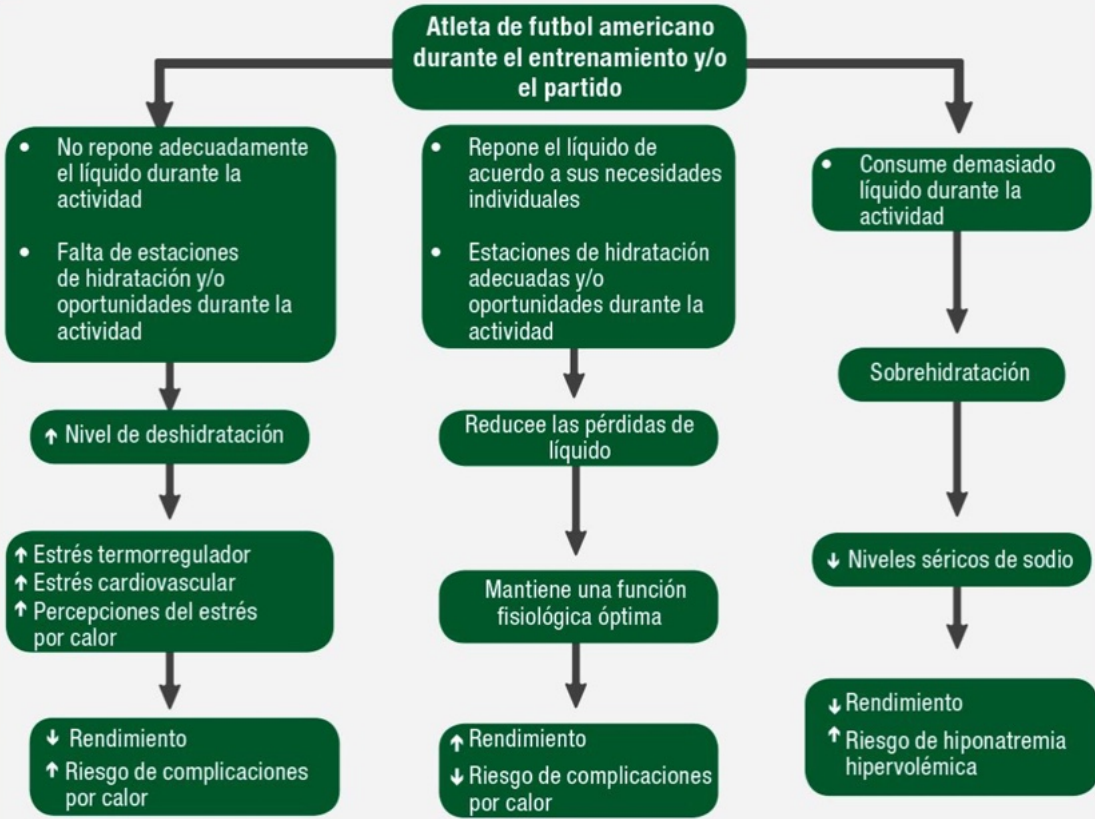 Atleta de futbol americano
durante el entrenamiento y/o
el partido
• No repone adecuadamente
el líquido durante la
actividad
• Falta de estaciones
de hidratación y/o
oportunidades durante la
actividad
↑ Nivel de deshidratación
↑ Estrés termorregulador
↑ Estrés cardiovascular
↑ Percepciones del estrés
por calor
↓ Rendimiento
↑ Riesgo de complicaciones
por calor
• Repone el líquido de
acuerdo a sus necesidades
individuales
• Estaciones de hidratación
adecuadas y/o
oportunidades durante la
actividad
Reducee las pérdidas de
líquido
Mantiene una función
fisiológica óptima
↑ Rendimiento
↓ Riesgo de complicaciones
por calor
• Consume demasiado
líquido durante la
actividad
Sobrehidratación
↓ Niveles séricos de sodio
↓ Rendimiento
↑ Riesgo de hiponatremia
hipervolémica